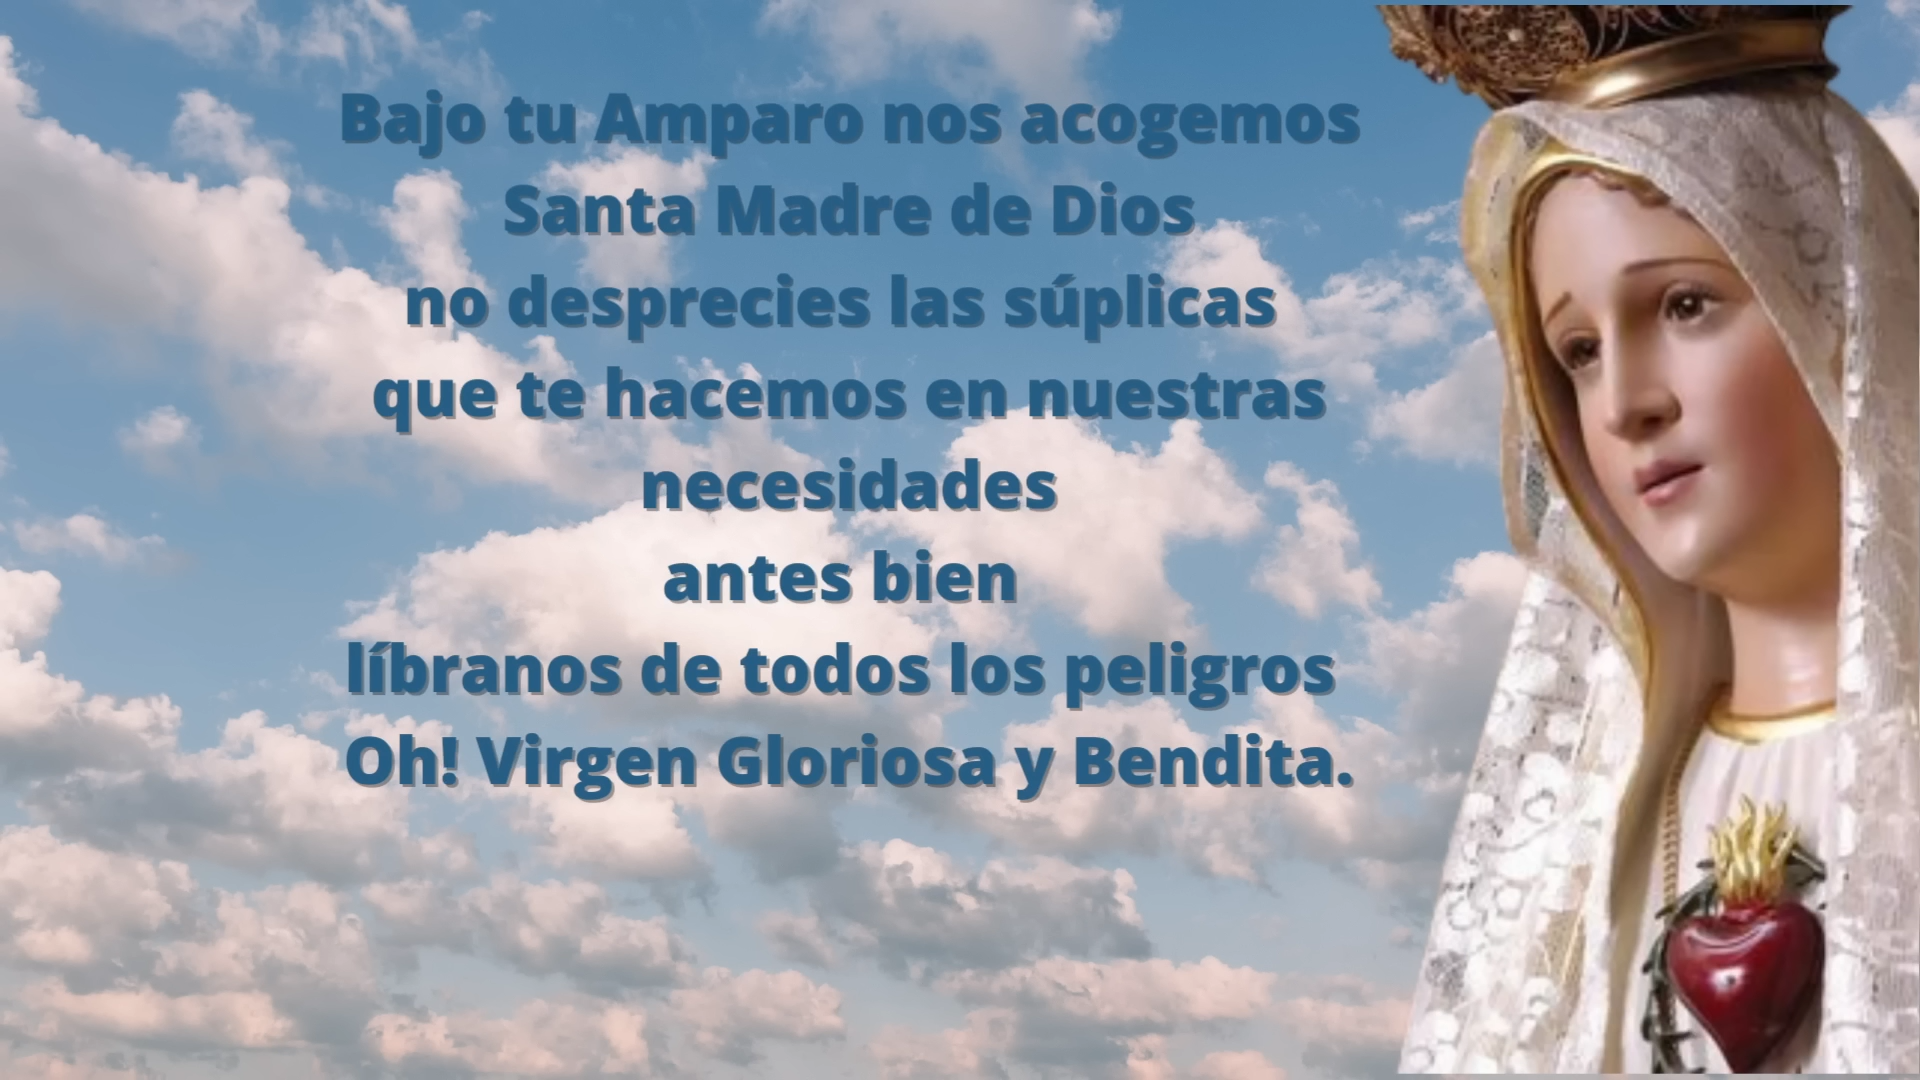 Bajo tu Amparo nos acogemos
Santa Madre de Dios
no desprecies las súplicas
que te hacemos en nuestras
necesidades
antes bien
líbranos de todos los peligros
Oh! Virgen Gloriosa y Bendita.